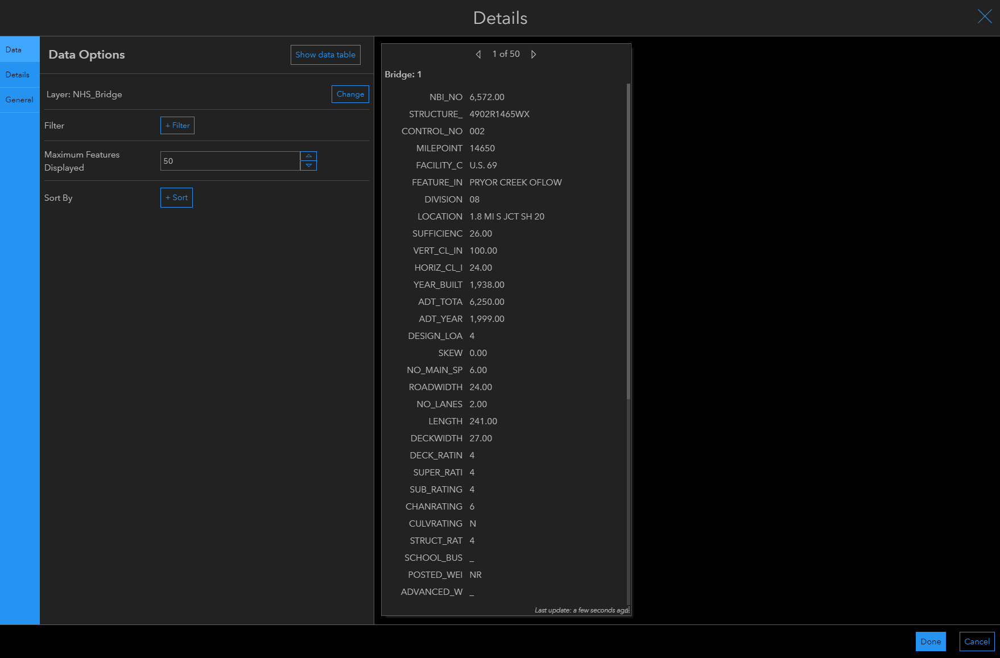 Details
Data
Details
General
Data Options
Show data table
Layer: NHS_Bridge
Change
Filter
+ Filter
Maximum Features
Displayed
50
Sort By
+ Sort
1 of 50
Bridge: 1
NBI_NO 6,572.00
STRUCTURE_ 4902R1465WX
CONTROL_NO 002
MILEPOINT 14650
FACILITY_C U.S. 69
FEATURE_IN PRYOR CREEK OFLOW
DIVISION 08
LOCATION 1.8 MI S JCT SH 20
SUFFICIENC 26.00
VERT_CL_IN 100.00
HORIZ_CL_I 24.00
YEAR_BUILT 1,938.00
ADT_TOTA 6,250.00
ADT_YEAR 1,999.00
DESIGN_LOA 4
SKEW 0.00
NO_MAIN_SP 6.00
ROADWIDTH 24.00
NO_LANES 2.00
LENGTH 241.00
DECKWIDTH 27.00
DECK_RATIN 4
SUPER_RATI 4
SUB_RATING 4
CHANRATING 6
CULVRATING N
STRUCT_RAT 4
SCHOOL_BUS _
POSTED_WEI NR
ADVANCED_W _
Last update: a few seconds ago
Done
Cancel